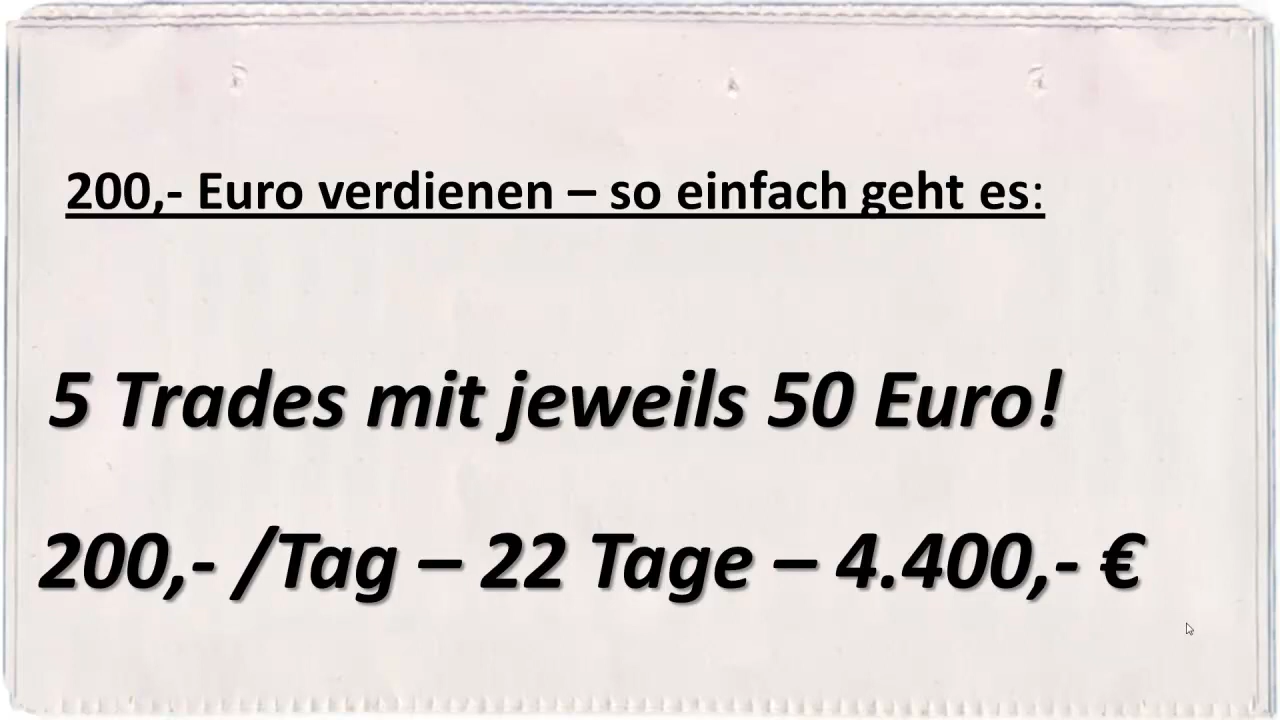 200,- Euro verdienen – so einfach geht es:
5 Trades mit jeweils 50 Euro!
200,- /Tag – 22 Tage – 4.400,- €